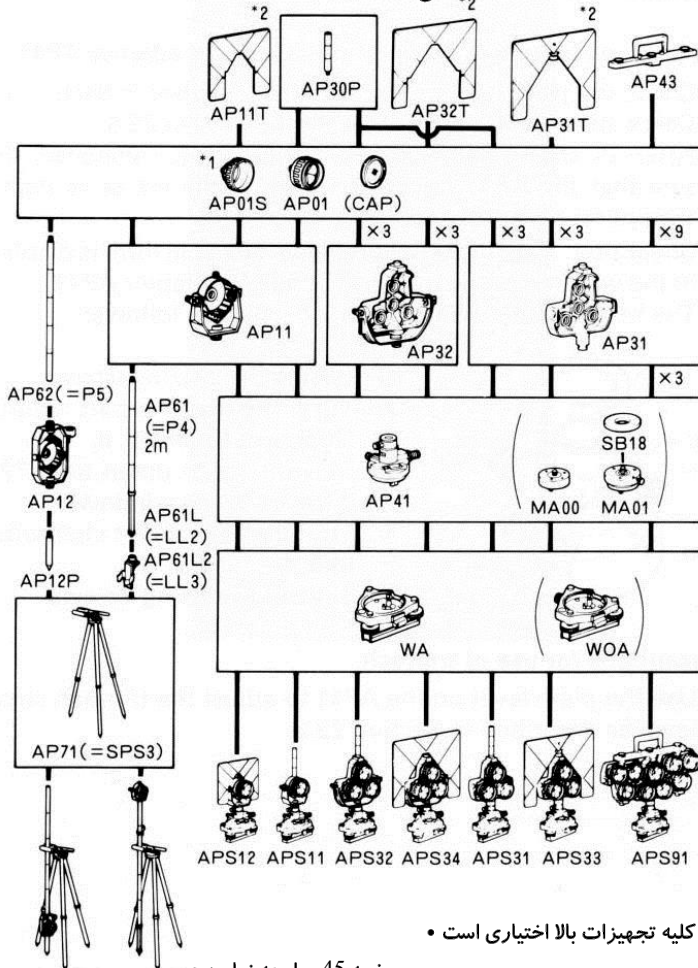 *2
*2
*2
AP11T
AP30P
AP32T
AP31T
AP43
*1
AP01S AP01 (CAP)
×3 ×3 ×3 ×3 ×9
AP11
AP32
AP31
×3
AP62(=P5)
AP61
(=P4)
2m
SB18
AP12
AP41
MA00 MA01
AP61L
(=LL2)
AP61L2
(=LL3)
AP12P
WA
WOA
AP71(=SPS3)
APS12 APS11 APS32 APS34 APS31 APS33 APS91
کلیه تجهیزات بالا اختیاری است •
45